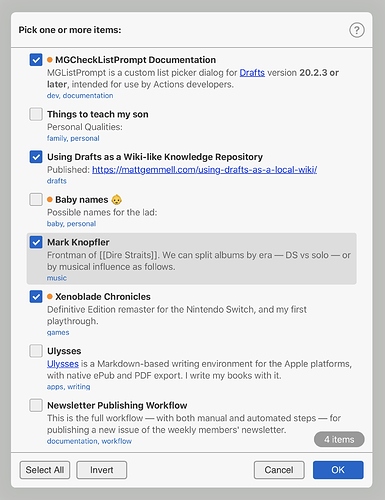 Pick one or more items:
?
MGCheckListPrompt Documentation
MGListPrompt is a custom list picker dialog for Drafts version 20.2.3 or
later, intended for use by Actions developers.
dev, documentation
Things to teach my son
Personal Qualities:
family, personal
Using Drafts as a Wiki-like Knowledge Repository
Published: https://mattgemmell.com/using-drafts-as-a-local-wiki/
drafts
Baby names 👶
Possible names for the lad:
baby, personal
Mark Knopfler
Frontman of [[Dire Straits]]. We can split albums by era — DS vs solo — or
by musical influence as follows.
music
Xenoblade Chronicles
Definitive Edition remaster for the Nintendo Switch, and my first
playthrough.
games
Ulysses
Ulysses is a Markdown-based writing environment for the Apple platforms,
with native ePub and PDF export. I write my books with it.
apps, writing
Newsletter Publishing Workflow
This is the full workflow — with both manual and automated steps — for
publishing a new issue of the weekly members' newsletter.
documentation, workflow
4 items
Select All Invert Cancel OK